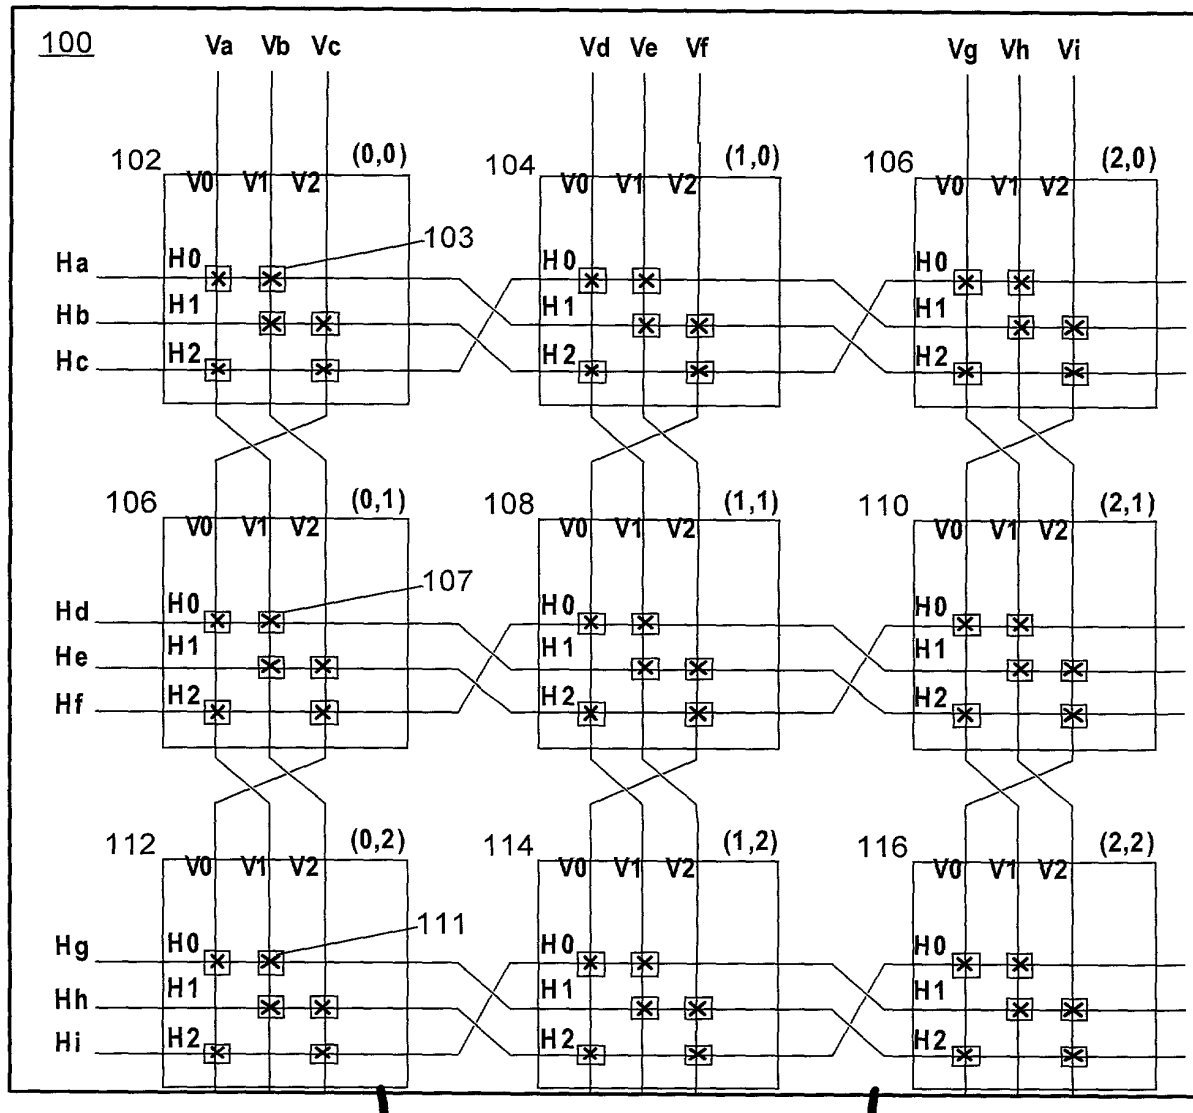 100
Va Vb Vc Vd Ve Vf Vg Vh Vi
102 (0,0) 104 (1,0) 106 (2,0)
V0 V1 V2 V0 V1 V2 V0 V1 V2
103
Ha H0 H0 H0
Hb H1 H1 H1
Hc H2 H2 H2
106 (0,1) 108 (1,1) 110 (2,1)
V0 V1 V2 V0 V1 V2 V0 V1 V2
107
Hd H0 H0 H0
He H1 H1 H1
Hf H2 H2 H2
112 (0,2) 114 (1,2) 116 (2,2)
V0 V1 V2 V0 V1 V2 V0 V1 V2
111
Hg H0 H0 H0
Hh H1 H1 H1
Hi H2 H2 H2